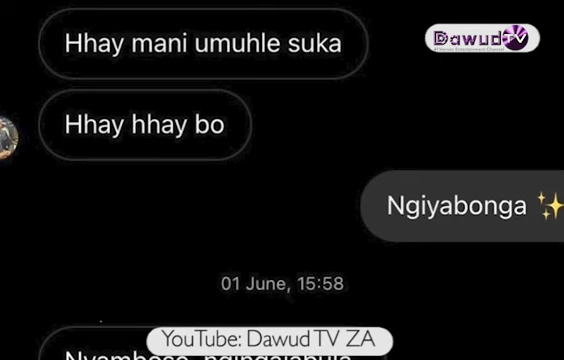 Hhay mani umuhle suka
Dawud TV
Hhay hhay bo
Ngiyabonga ✨
01 June, 15:58
YouTube: Dawud TV ZA